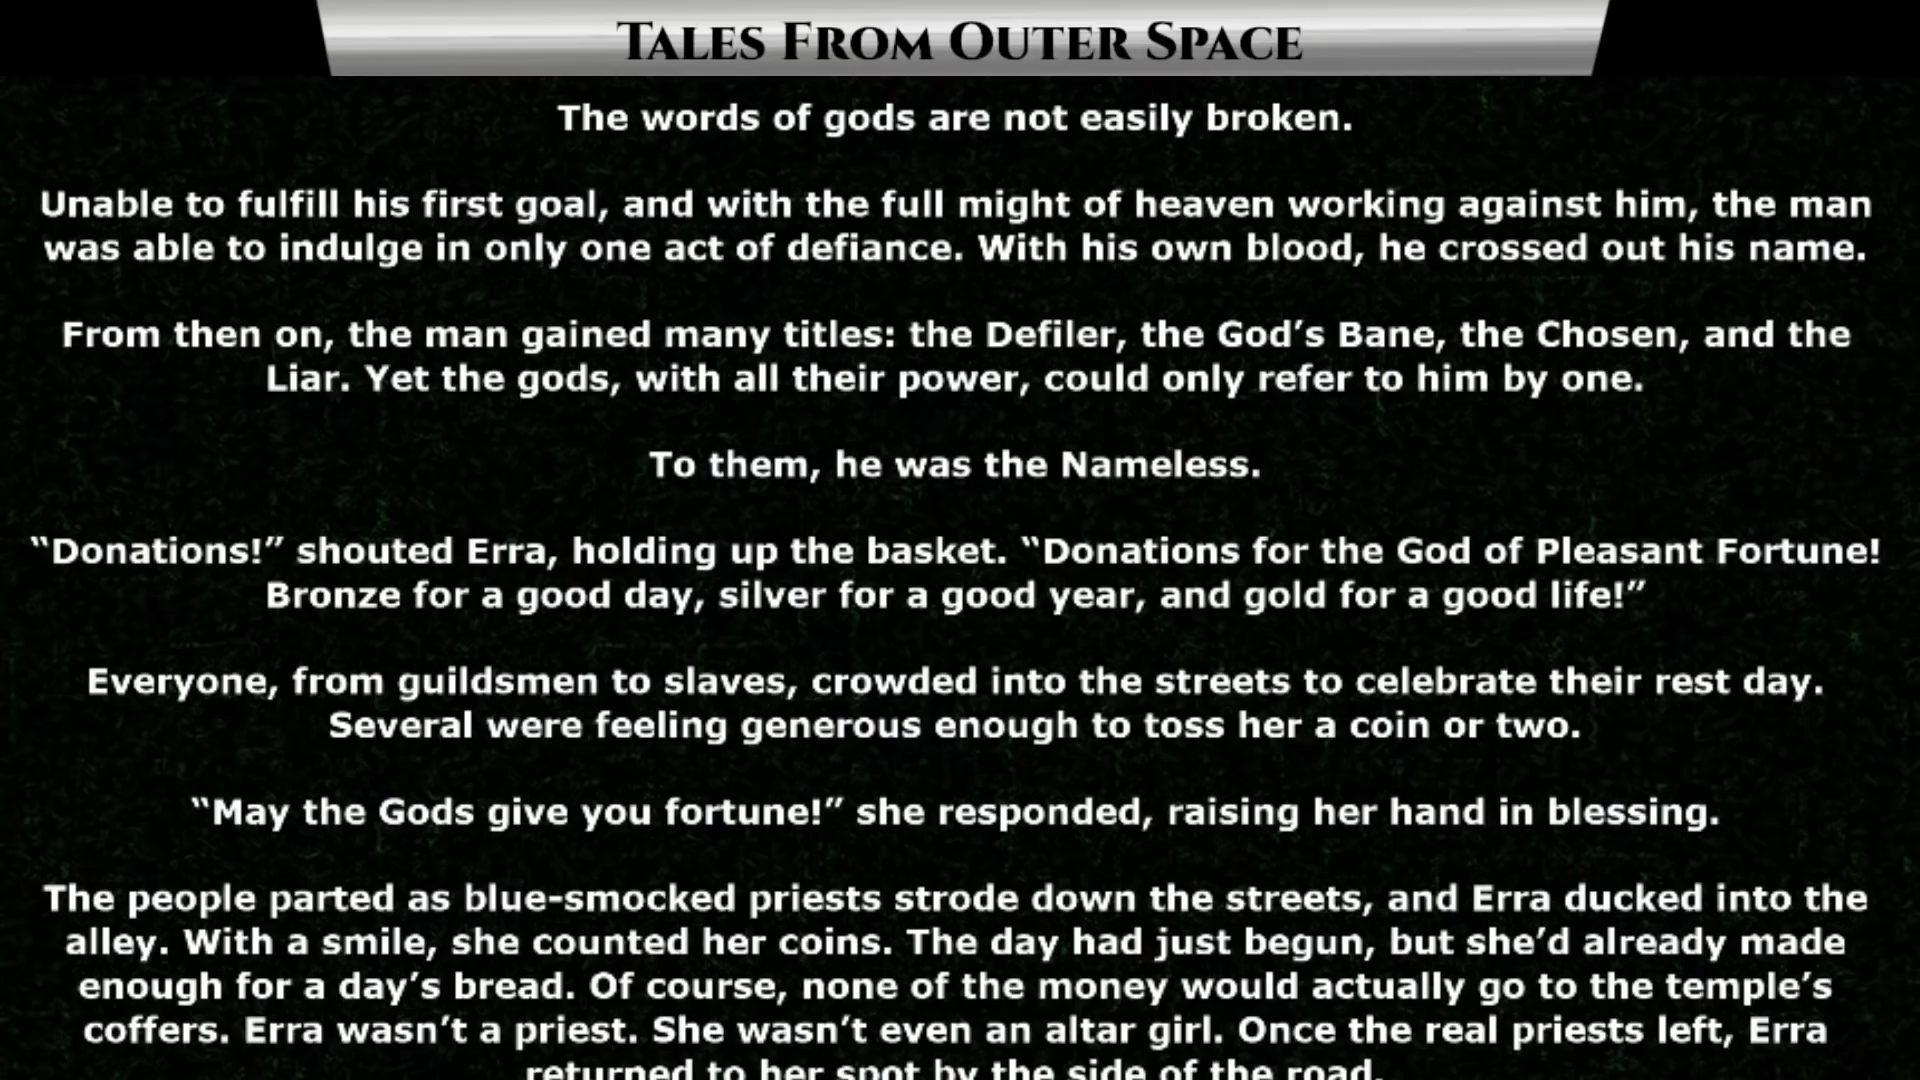 Tales From Outer Space
The words of gods are not easily broken.
Unable to fulfill his first goal, and with the full might of heaven working against him, the man
was able to indulge in only one act of defiance. With his own blood, he crossed out his name.
From then on, the man gained many titles: the Defiler, the God’s Bane, the Chosen, and the
Liar. Yet the gods, with all their power, could only refer to him by one.
To them, he was the Nameless.
“Donations!” shouted Erra, holding up the basket. “Donations for the God of Pleasant Fortune!
Bronze for a good day, silver for a good year, and gold for a good life!”
Everyone, from guildsmen to slaves, crowded into the streets to celebrate their rest day.
Several were feeling generous enough to toss her a coin or two.
“May the Gods give you fortune!” she responded, raising her hand in blessing.
The people parted as blue-smocked priests strode down the streets, and Erra ducked into the
alley. With a smile, she counted her coins. The day had just begun, but she’d already made
enough for a day’s bread. Of course, none of the money would actually go to the temple’s
coffers. Erra wasn’t a priest. She wasn’t even an altar girl. Once the real priests left, Erra
returned to her spot by the side of the road.